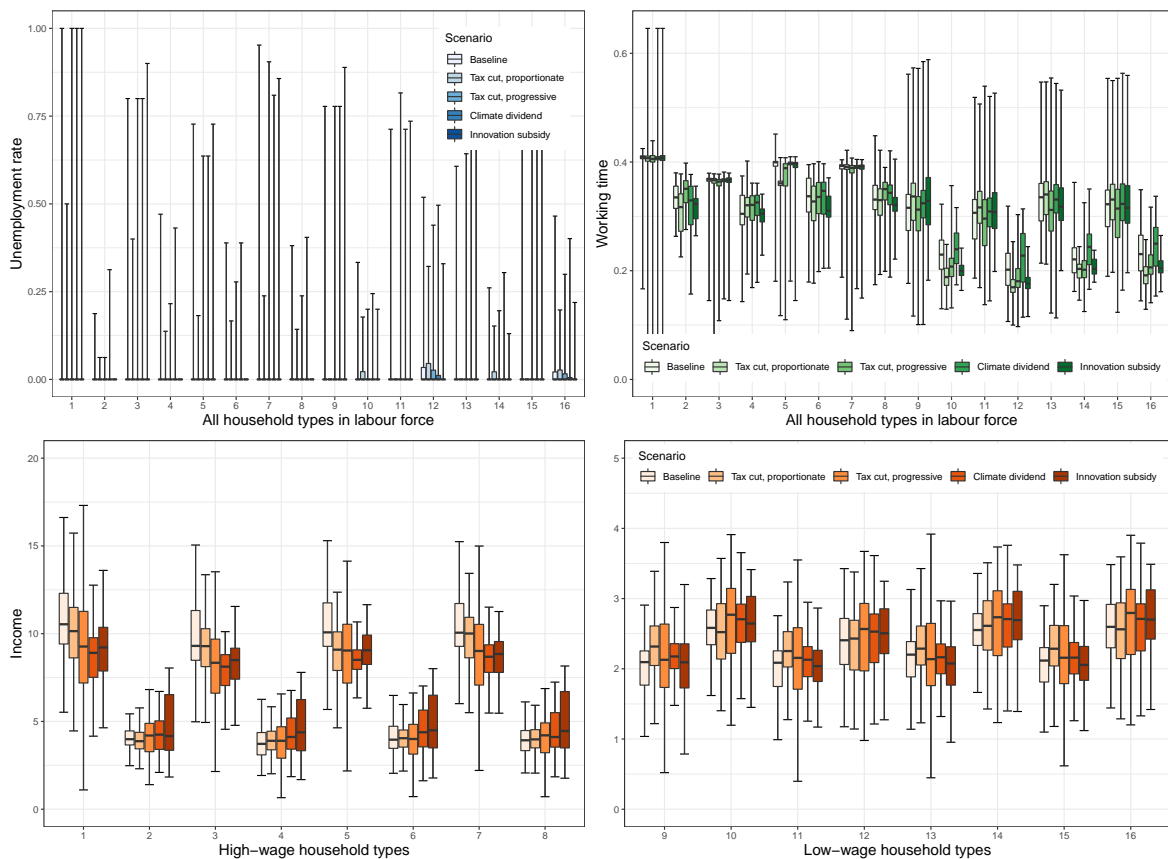 Unemployment rate
1.00
0.75
0.50
0.25
0.00
Scenario
Baseline
Tax cut, proportionate
Tax cut, progressive
Climate dividend
Innovation subsidy
1 2 3 4 5 6 7 8 9 10 11 12 13 14 15 16
All household types in labour force
Working time
0.6
0.4
0.2
0.0
Scenario
Baseline Tax cut, proportionate Tax cut, progressive Climate dividend Innovation subsidy
1 2 3 4 5 6 7 8 9 10 11 12 13 14 15 16
All household types in labour force
Income
20
15
10
5
0
1 2 3 4 5 6 7 8
High−wage household types
Scenario
Baseline Tax cut, proportionate Tax cut, progressive Climate dividend Innovation subsidy
5
4
3
2
1
0
9 10 11 12 13 14 15 16
Low−wage household types